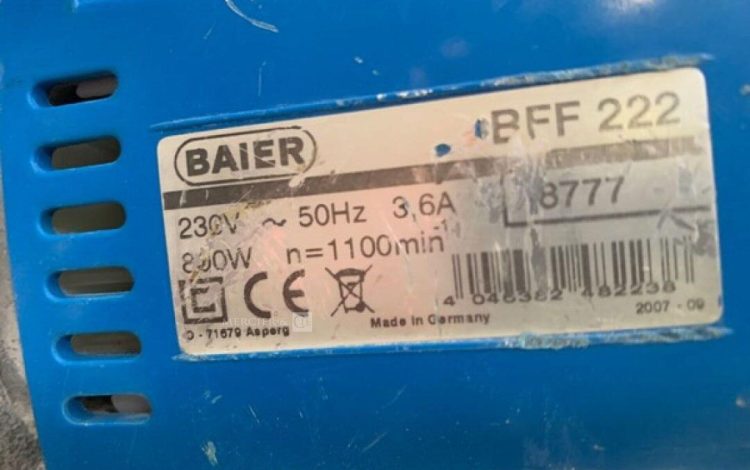 BAIER
BFF 222
230V ~ 50Hz 3,6A
8777
800W n=1100min⁻¹
4 046382 482238
2007 - 09
Made in Germany
D - 71679 Asperg